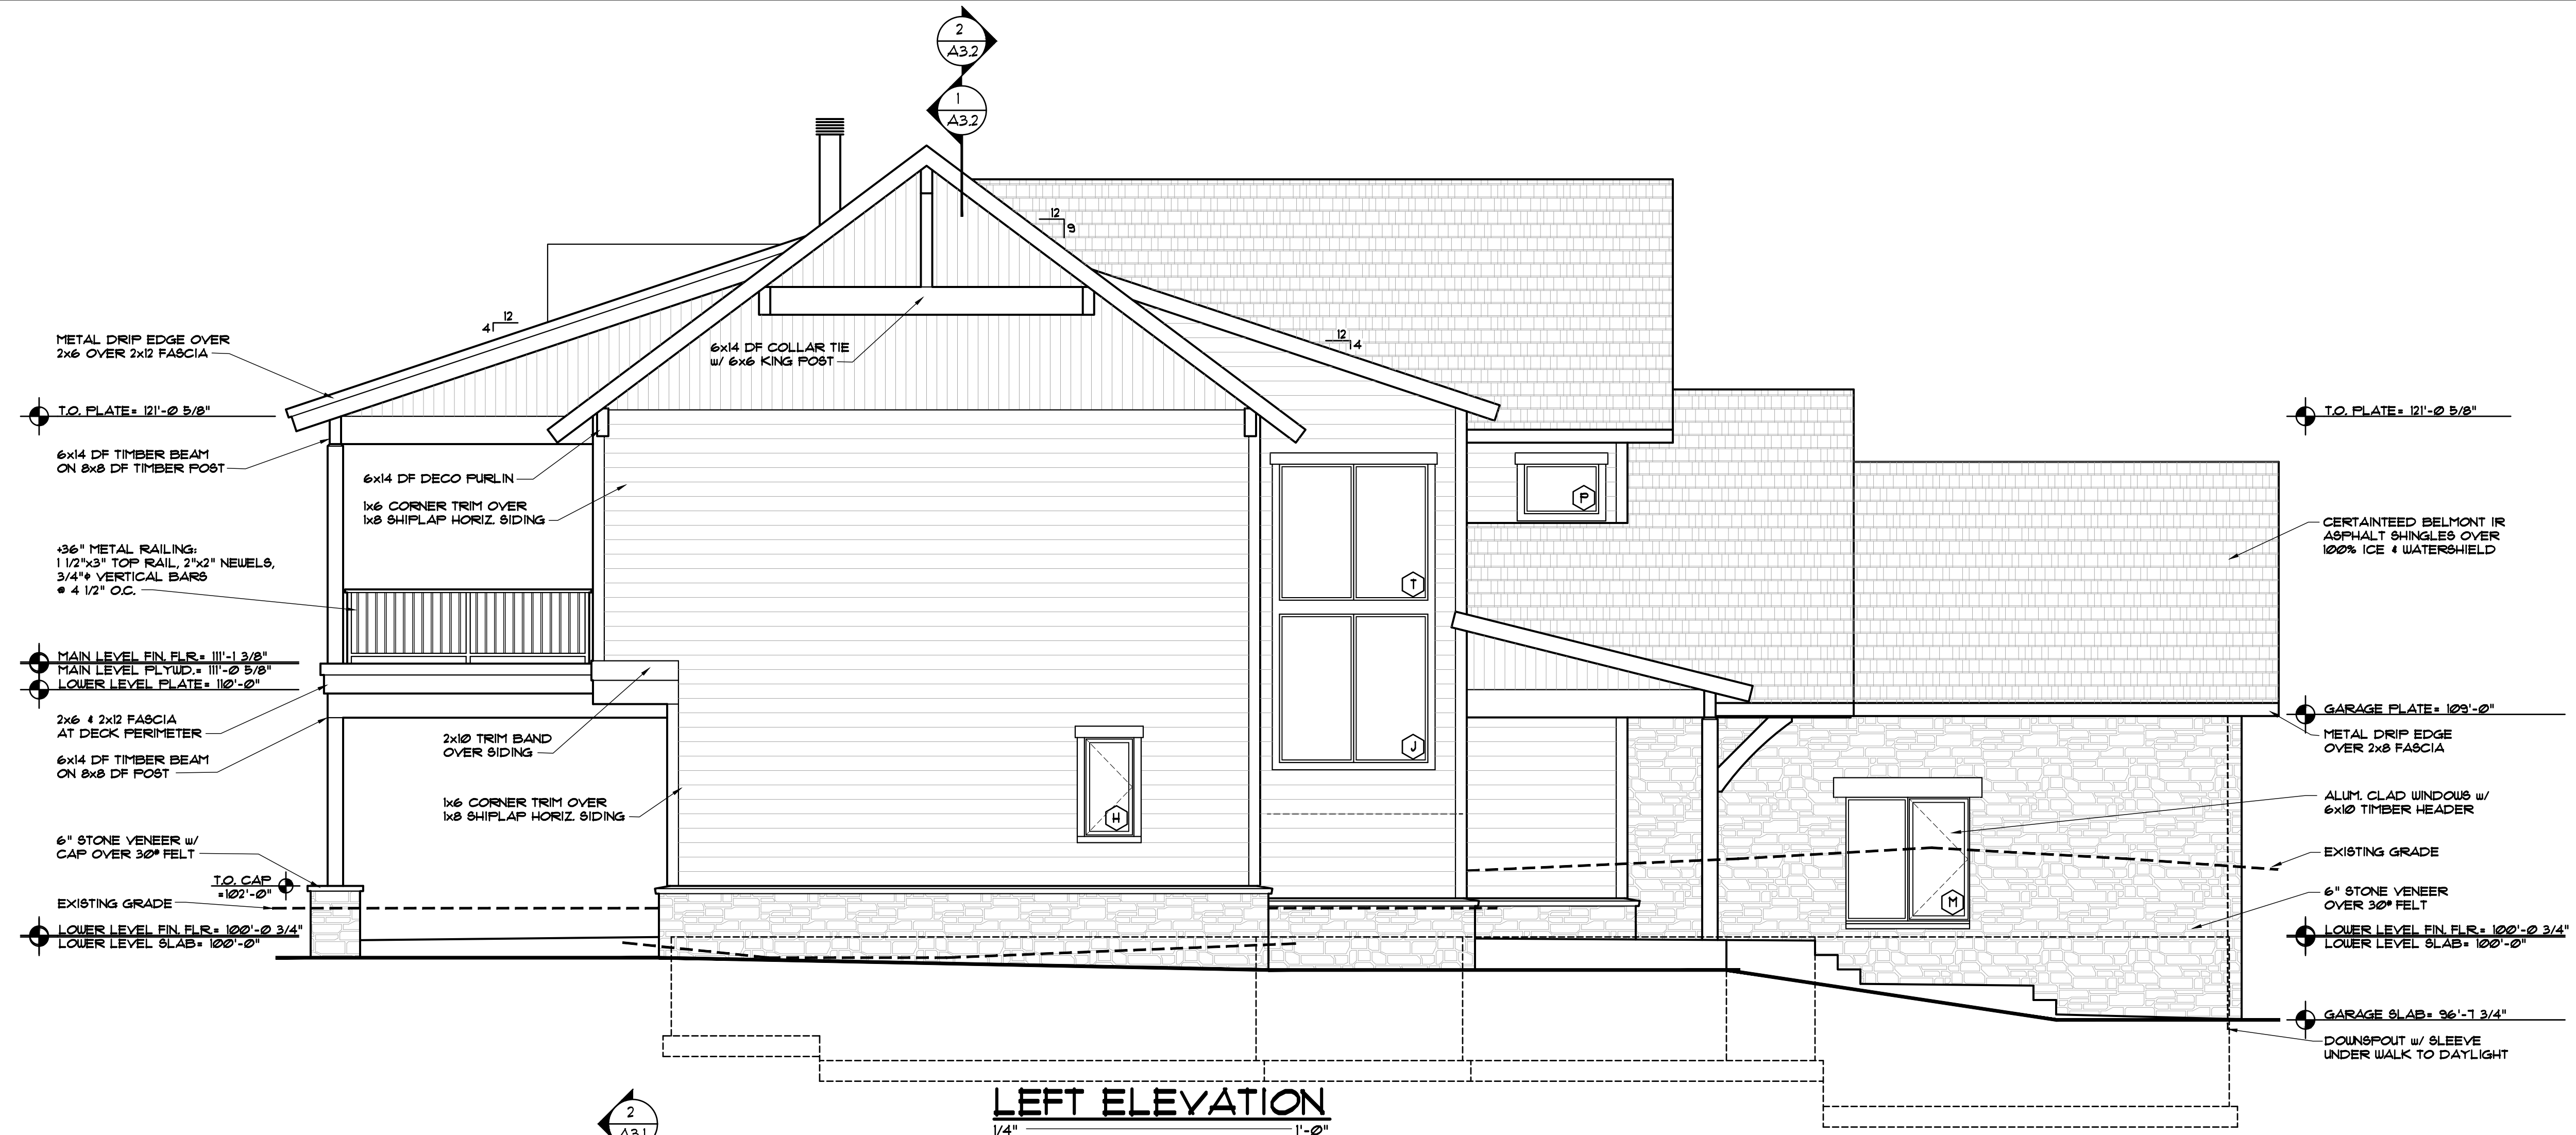 2
A3.2
1
A3.2
12
9
12
4
12
4
METAL DRIP EDGE OVER
2x6 OVER 2x12 FASCIA
T.O. PLATE= 121'-0 5/8"
6x14 DF TIMBER BEAM
ON 8x8 DF TIMBER POST
+36" METAL RAILING:
1 1/2"x3" TOP RAIL, 2"x2" NEWELS,
3/4"ϕ VERTICAL BARS
@ 4 1/2" O.C.
MAIN LEVEL FIN. FLR.= 111'-1 3/8"
MAIN LEVEL PLYWD.= 111'-0 5/8"
LOWER LEVEL PLATE= 110'-0"
2x6 & 2x12 FASCIA
AT DECK PERIMETER
6x14 DF TIMBER BEAM
ON 8x8 DF POST
6" STONE VENEER w/
CAP OVER 30# FELT
T.O. CAP
=102'-0"
EXISTING GRADE
LOWER LEVEL FIN. FLR.= 100'-0 3/4"
LOWER LEVEL SLAB= 100'-0"
6x14 DF COLLAR TIE
w/ 6x6 KING POST
6x14 DF DECO PURLIN
1x6 CORNER TRIM OVER
1x8 SHIPLAP HORIZ. SIDING
2x10 TRIM BAND
OVER SIDING
1x6 CORNER TRIM OVER
1x8 SHIPLAP HORIZ. SIDING
H
T
J
P
M
T.O. PLATE= 121'-0 5/8"
CERTAINTEED BELMONT IR
ASPHALT SHINGLES OVER
100% ICE & WATERSHIELD
GARAGE PLATE= 109'-0"
METAL DRIP EDGE
OVER 2x8 FASCIA
ALUM. CLAD WINDOWS w/
6x10 TIMBER HEADER
EXISTING GRADE
6" STONE VENEER
OVER 30# FELT
LOWER LEVEL FIN. FLR.= 100'-0 3/4"
LOWER LEVEL SLAB= 100'-0"
GARAGE SLAB= 96'-7 3/4"
DOWNSPOUT w/ SLEEVE
UNDER WALK TO DAYLIGHT
2
A3.1
LEFT ELEVATION
1/4" 1'-0"